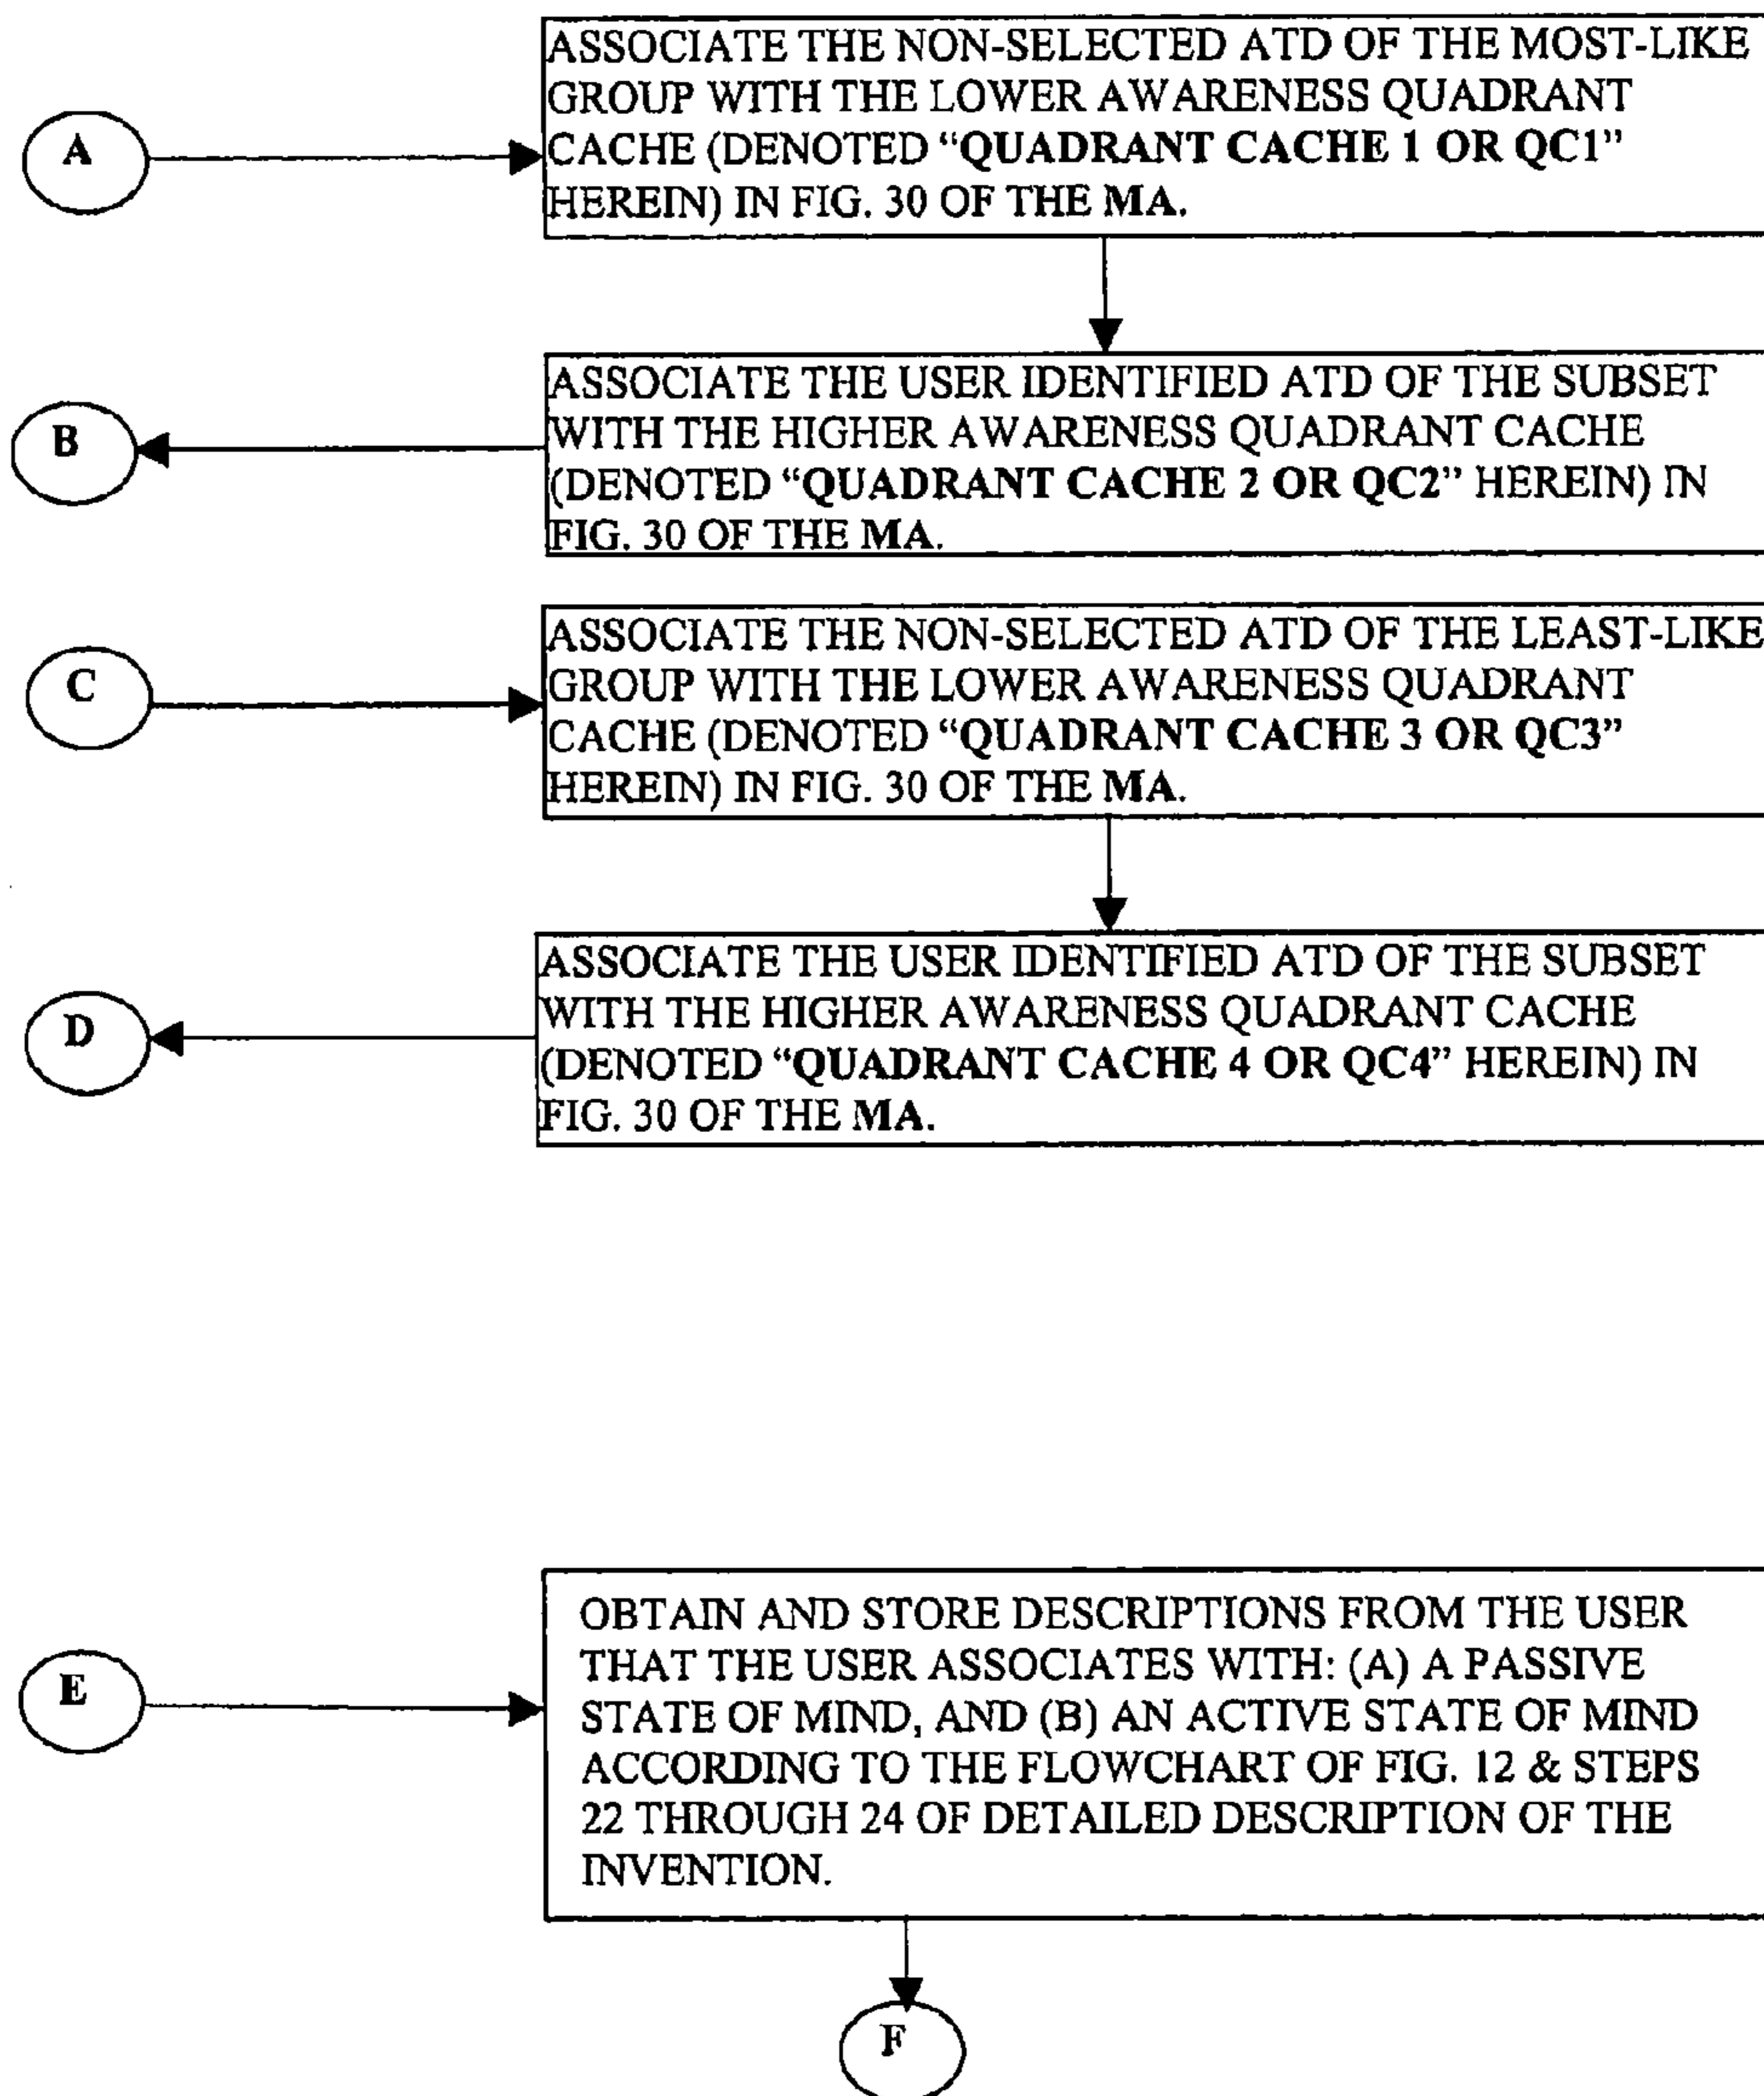 ASSOCIATE THE NON-SELECTED ATD OF THE MOST-LIKE
GROUP WITH THE LOWER AWARENESS QUADRANT
A
CACHE (DENOTED “QUADRANT CACHE 1 OR QC1”
HEREIN) IN FIG. 30 OF THE MA.
ASSOCIATE THE USER IDENTIFIED ATD OF THE SUBSET
B
WITH THE HIGHER AWARENESS QUADRANT CACHE
(DENOTED “QUADRANT CACHE 2 OR QC2” HEREIN) IN
FIG. 30 OF THE MA.
ASSOCIATE THE NON-SELECTED ATD OF THE LEAST-LIKE
C
GROUP WITH THE LOWER AWARENESS QUADRANT
CACHE (DENOTED “QUADRANT CACHE 3 OR QC3”
HEREIN) IN FIG. 30 OF THE MA.
ASSOCIATE THE USER IDENTIFIED ATD OF THE SUBSET
D
WITH THE HIGHER AWARENESS QUADRANT CACHE
(DENOTED “QUADRANT CACHE 4 OR QC4” HEREIN) IN
FIG. 30 OF THE MA.
E
OBTAIN AND STORE DESCRIPTIONS FROM THE USER
THAT THE USER ASSOCIATES WITH: (A) A PASSIVE
STATE OF MIND, AND (B) AN ACTIVE STATE OF MIND
ACCORDING TO THE FLOWCHART OF FIG. 12 & STEPS
22 THROUGH 24 OF DETAILED DESCRIPTION OF THE
INVENTION.
F